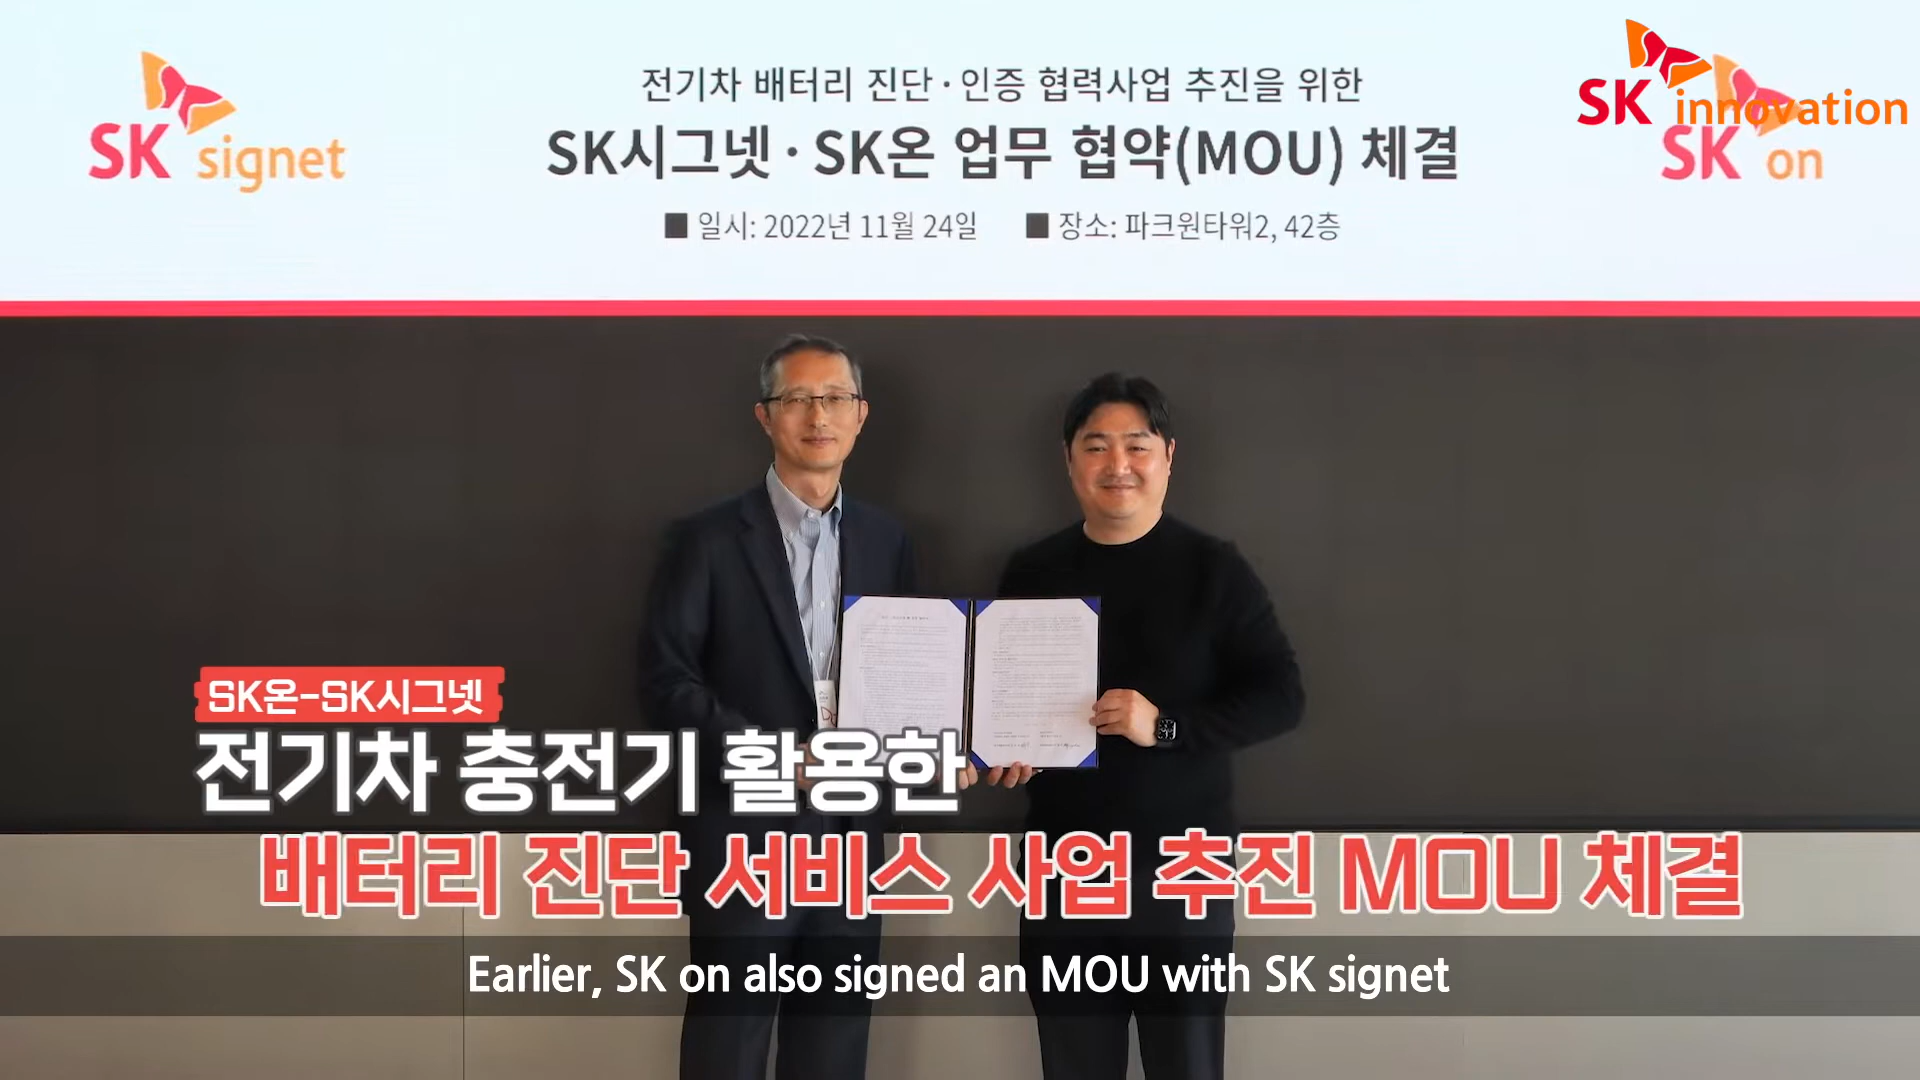 SK signet
전기차 배터리 진단·인증 협력사업 추진을 위한
SK시그넷·SK온 업무 협약(MOU) 체결
■ 일시: 2022년 11월 24일 ■ 장소: 파크원타워2, 42층
SK innovation
SK on
SK온-SK시그넷
전기차 충전기 활용한
배터리 진단 서비스 사업 추진 MOU 체결
Earlier, SK on also signed an MOU with SK signet